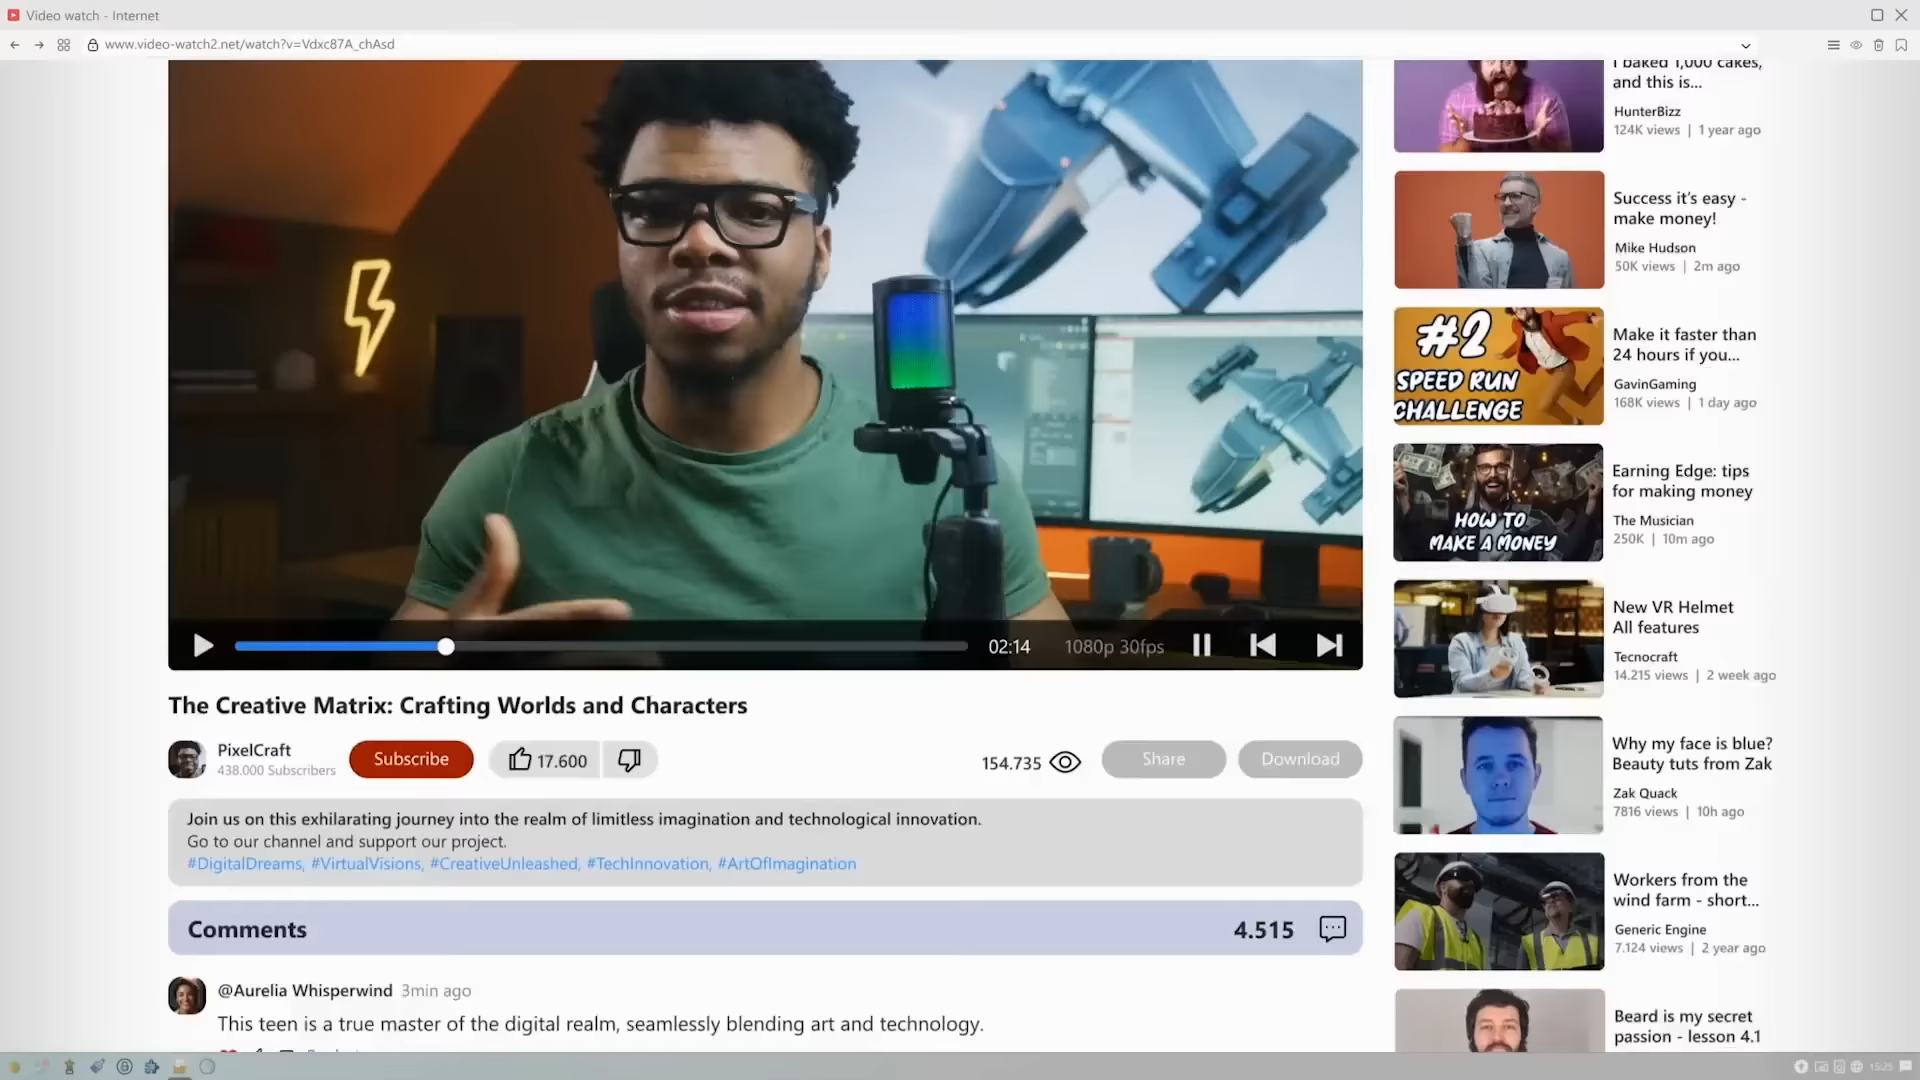 Video watch - Internet
www.video-watch2.net/watch?v=Vdxc87A_chAsd
02:14
1080p 30fps
The Creative Matrix: Crafting Worlds and Characters
PixelCraft
438.000 Subscribers
Subscribe
17.600
154.735
Share
Download
Join us on this exhilarating journey into the realm of limitless imagination and technological innovation.
Go to our channel and support our project.
#DigitalDreams, #VirtualVisions, #CreativeUnleashed, #TechInnovation, #ArtOfImagination
Comments
4.515
@Aurelia Whisperwind 3min ago
This teen is a true master of the digital realm, seamlessly blending art and technology.
I baked 1,000 cakes,
and this is...
HunterBizz
124K views | 1 year ago
Success it's easy -
make money!
Mike Hudson
50K views | 2m ago
#2
SPEED RUN
CHALLENGE
Make it faster than
24 hours if you...
GavinGaming
168K views | 1 day ago
HOW TO
MAKE A MONEY
Earning Edge: tips
for making money
The Musician
250K | 10m ago
New VR Helmet
All features
Tecnocraft
14.215 views | 2 week ago
Why my face is blue?
Beauty tuts from Zak
Zak Quack
7816 views | 10h ago
Workers from the
wind farm - short...
Generic Engine
7.124 views | 2 year ago
Beard is my secret
passion - lesson 4.1
15:25